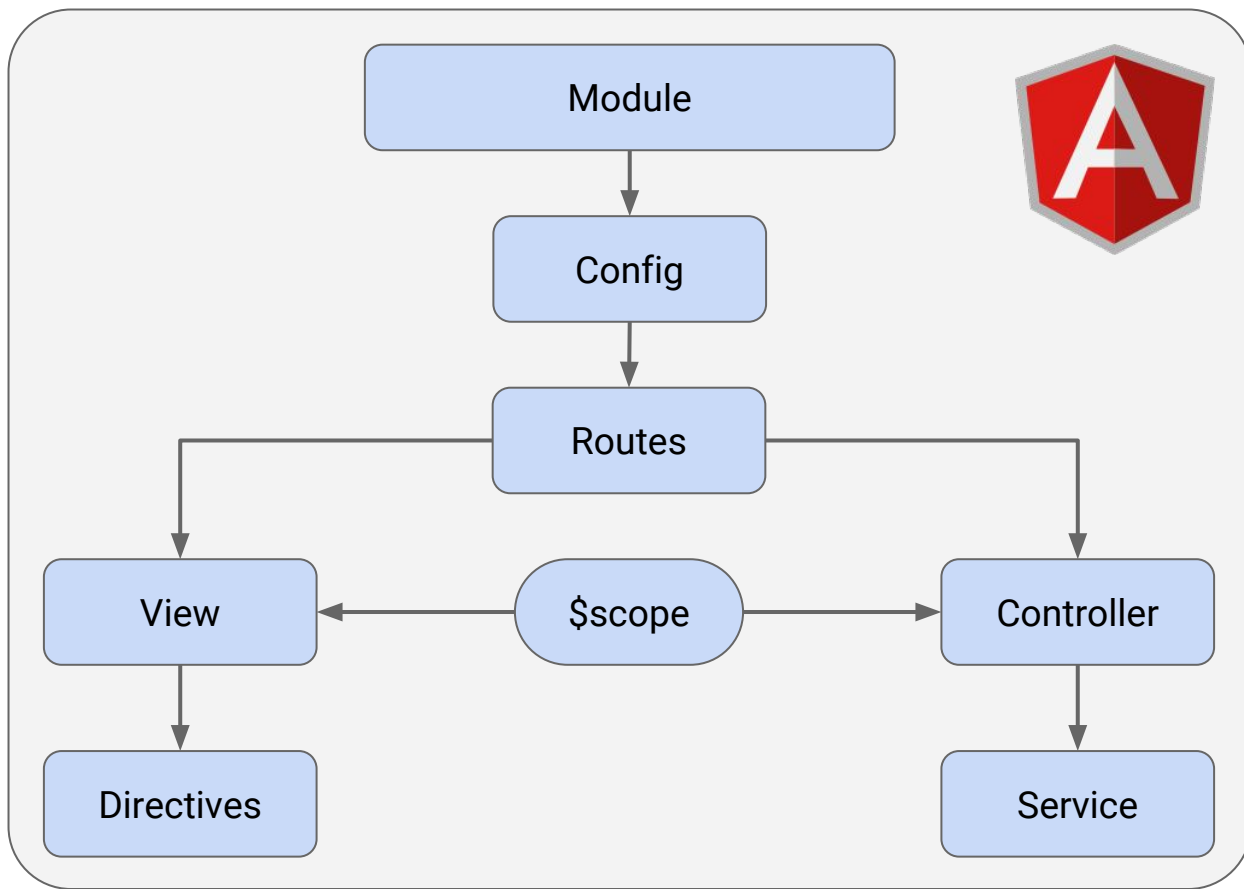 Module
Config
Routes
View
$scope
Controller
Directives
Service